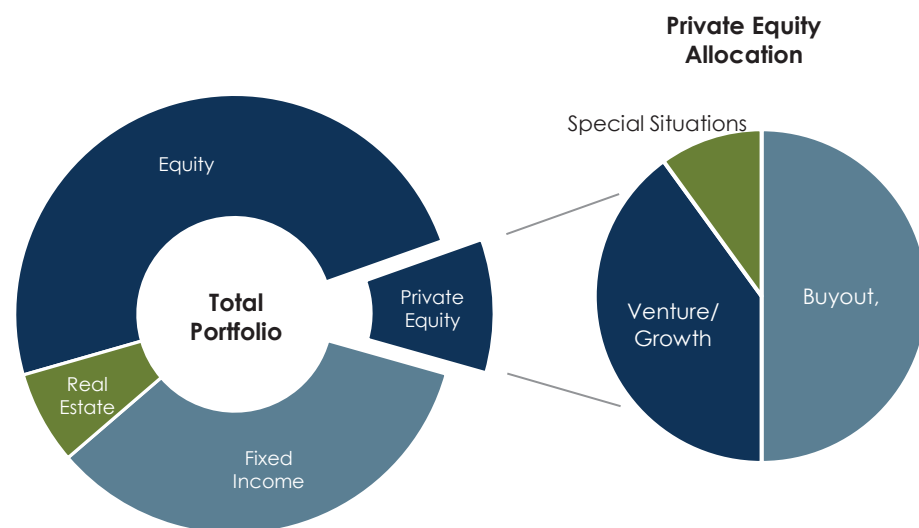 Private Equity
Allocation
Special Situations
Equity
Total
Portfolio
Private
Equity
Venture/
Growth
Buyout,
Real
Estate
Fixed
Income